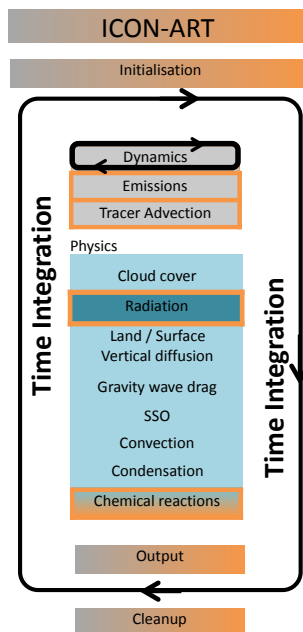 ICON-ART
Initialisation
Dynamics
Emissions
Tracer Advection
Time Integration
Physics
Cloud cover
Radiation
Land / Surface
Vertical diffusion
Gravity wave drag
SSO
Convection
Condensation
Chemical reactions
Time Integration
Output
Cleanup